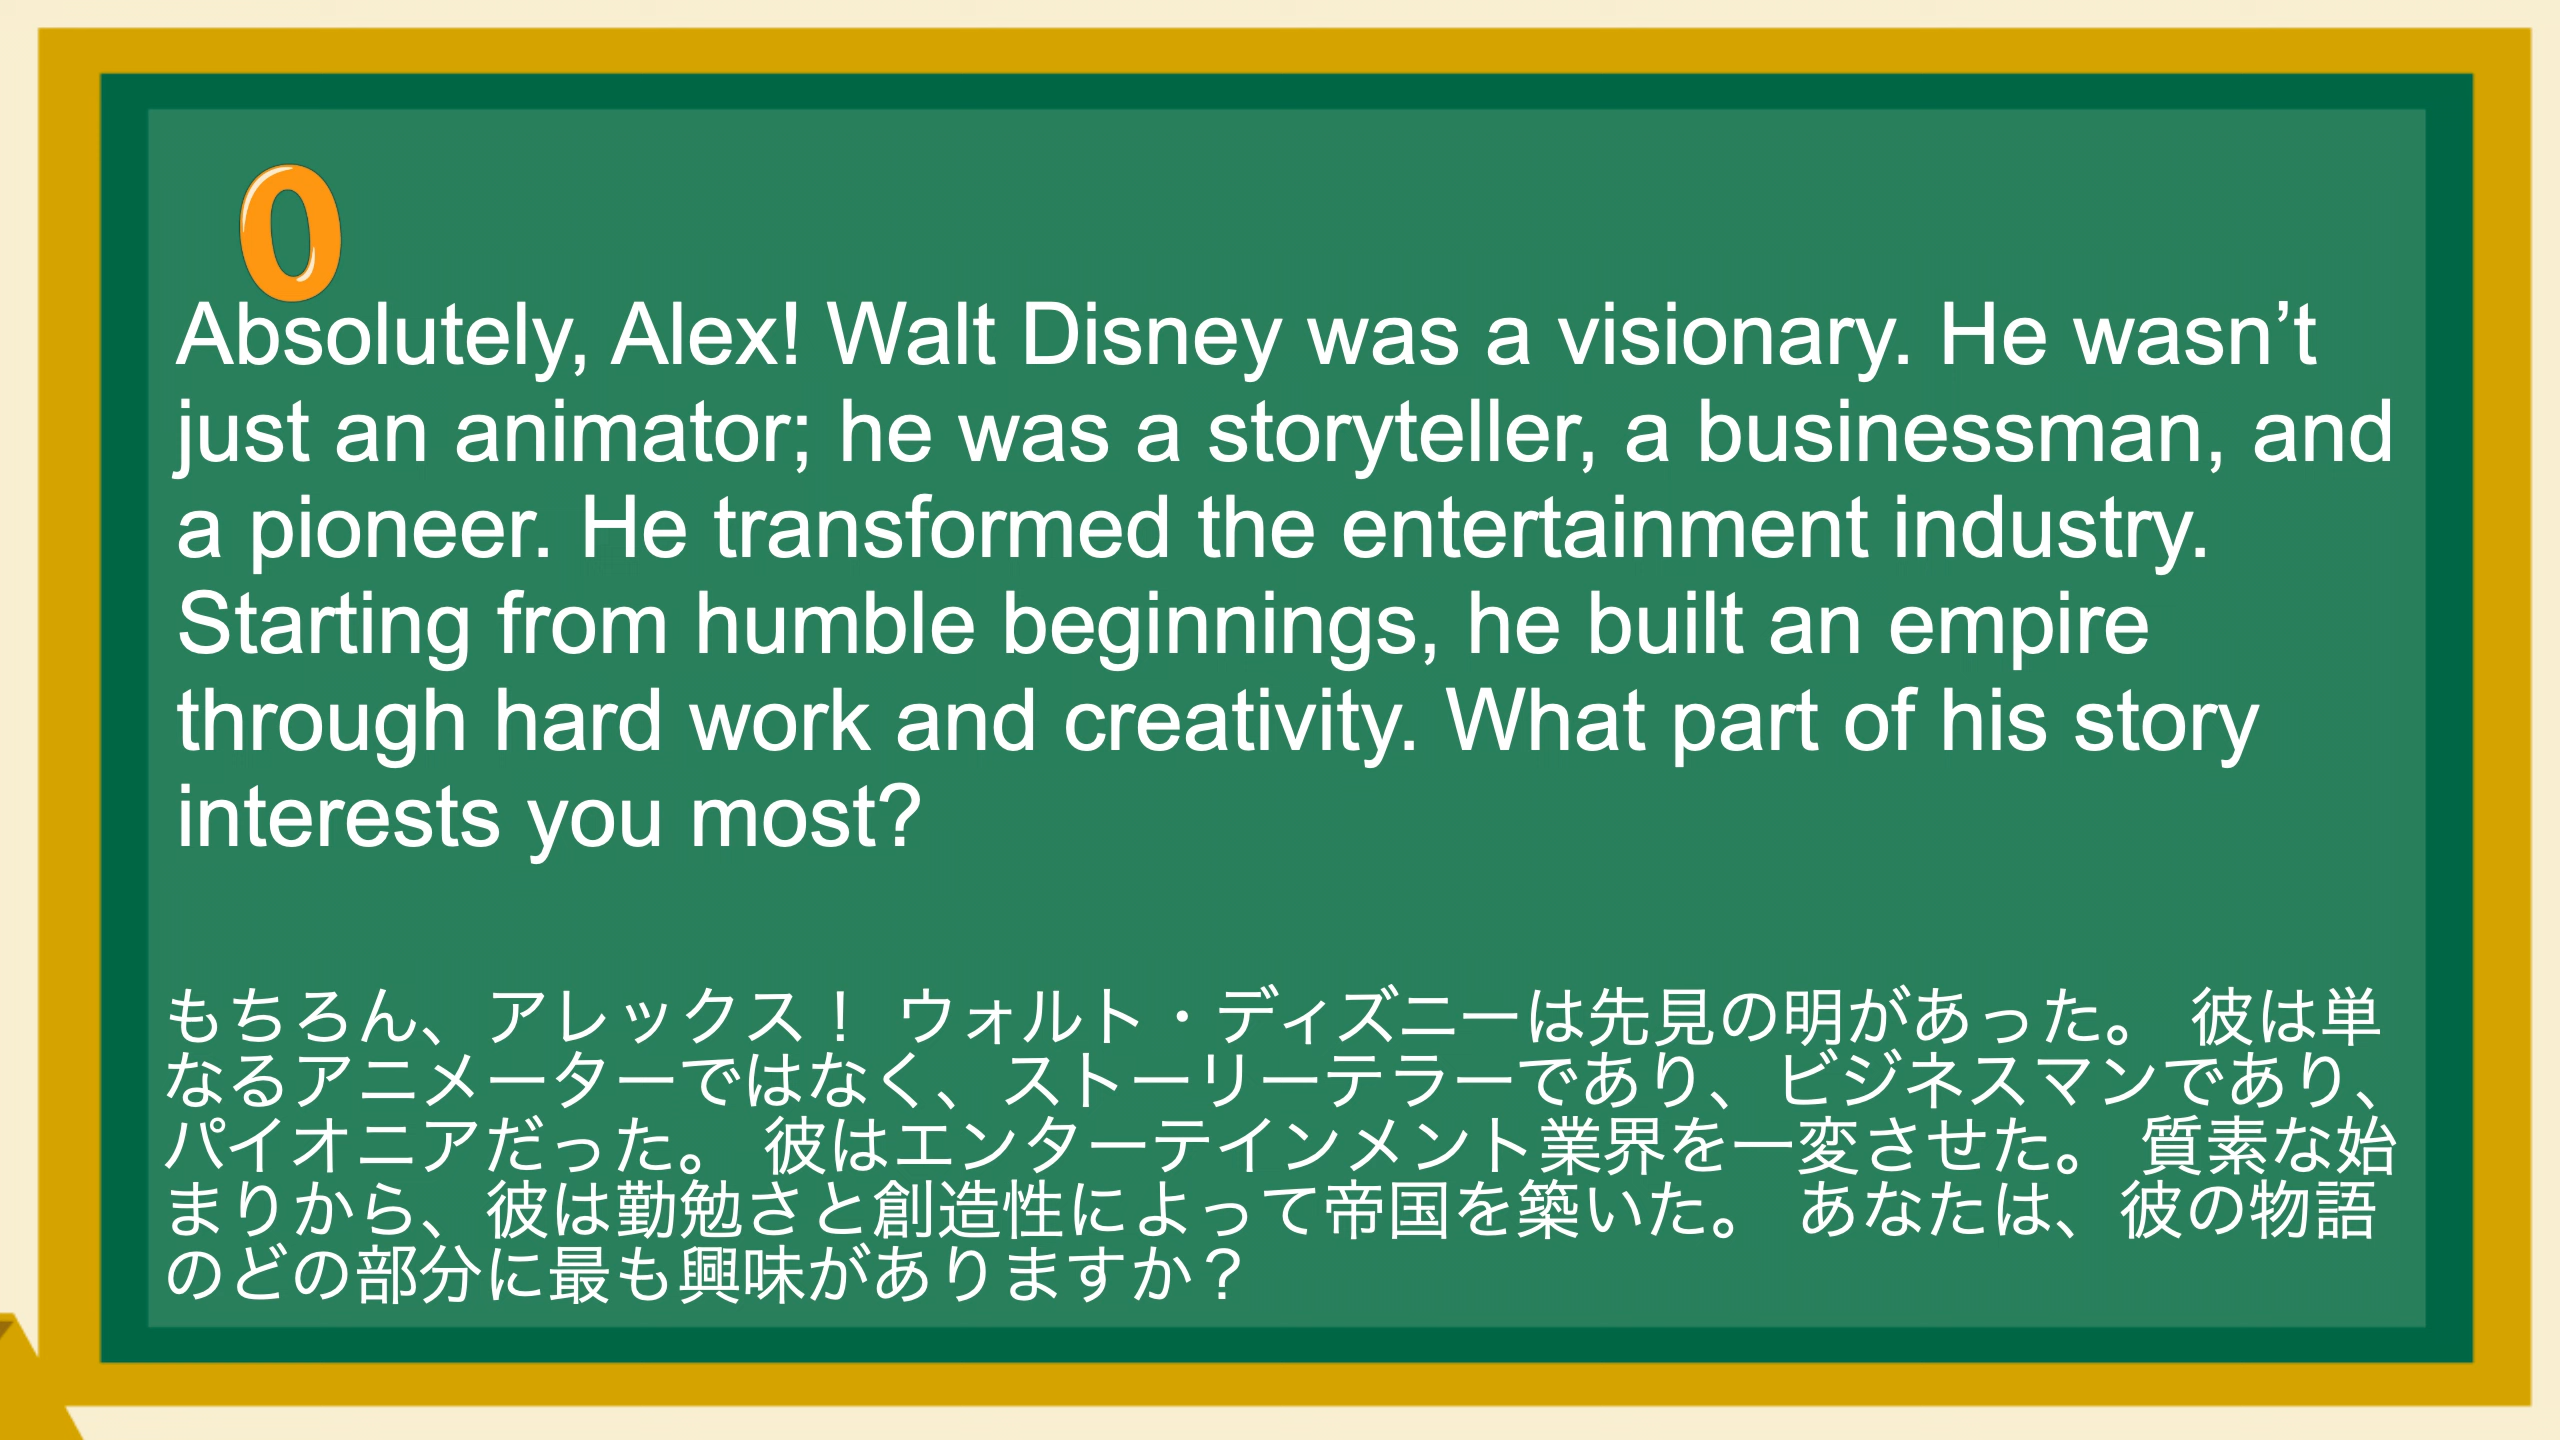 0
Absolutely, Alex! Walt Disney was a visionary. He wasn’t
just an animator; he was a storyteller, a businessman, and
a pioneer. He transformed the entertainment industry.
Starting from humble beginnings, he built an empire
through hard work and creativity. What part of his story
interests you most?
もちろん、アレックス！ ウォルト・ディズニーは先見の明があった。 彼は単
なるアニメーターではなく、ストーリーテラーであり、ビジネスマンであり、
パイオニアだった。 彼はエンターテインメント業界を一変させた。 質素な始
まりから、彼は勤勉さと創造性によって帝国を築いた。 あなたは、彼の物語
のどの部分に最も興味がありますか？